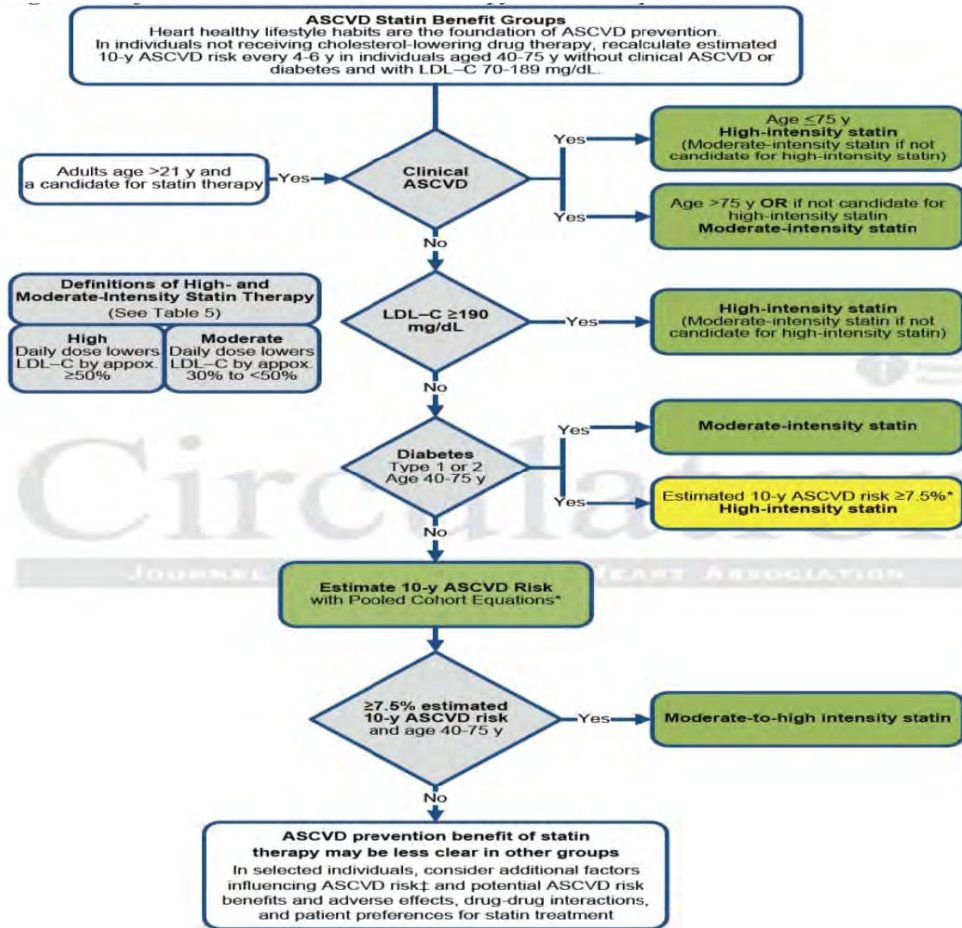 ASCVD Statin Benefit Groups
Heart healthy lifestyle habits are the foundation of ASCVD prevention.
In individuals not receiving cholesterol-lowering drug therapy, recalculate estimated
10-y ASCVD risk every 4-6 y in individuals aged 40-75 y without clinical ASCVD or
diabetes and with LDL–C 70-189 mg/dL.
Adults age >21 y and
a candidate for statin therapy
Yes
Clinical
ASCVD
Yes
Age ≤75 y
High-intensity statin
(Moderate-intensity statin if not
candidate for high-intensity statin)
Yes
Age >75 y OR if not candidate for
high-intensity statin
Moderate-intensity statin
No
Definitions of High- and
Moderate-Intensity Statin Therapy
(See Table 5)
High
Daily dose lowers
LDL–C by appox.
≥50%
Moderate
Daily dose lowers
LDL–C by appox.
30% to <50%
LDL–C ≥190
mg/dL
Yes
High-intensity statin
(Moderate-intensity statin if not
candidate for high-intensity statin)
No
Diabetes
Type 1 or 2
Age 40-75 y
Yes
Moderate-intensity statin
Yes
Estimated 10-y ASCVD risk ≥7.5%*
High-intensity statin
No
Circulation
JOURNAL HEART ASSOCIATION
Estimate 10-y ASCVD Risk
with Pooled Cohort Equations*
≥7.5% estimated
10-y ASCVD risk
and age 40-75 y
Yes
Moderate-to-high intensity statin
No
ASCVD prevention benefit of statin
therapy may be less clear in other groups
In selected individuals, consider additional factors
influencing ASCVD risk‡ and potential ASCVD risk
benefits and adverse effects, drug-drug interactions,
and patient preferences for statin treatment